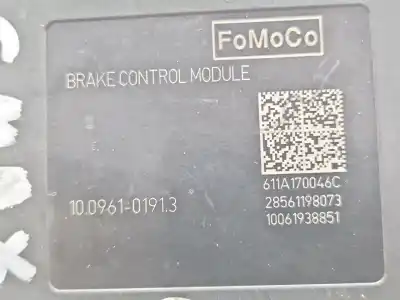 FoMoCo
BRAKE CONTROL MODULE
611A170046C
10.0961-0191.3
28561198073
10061938851